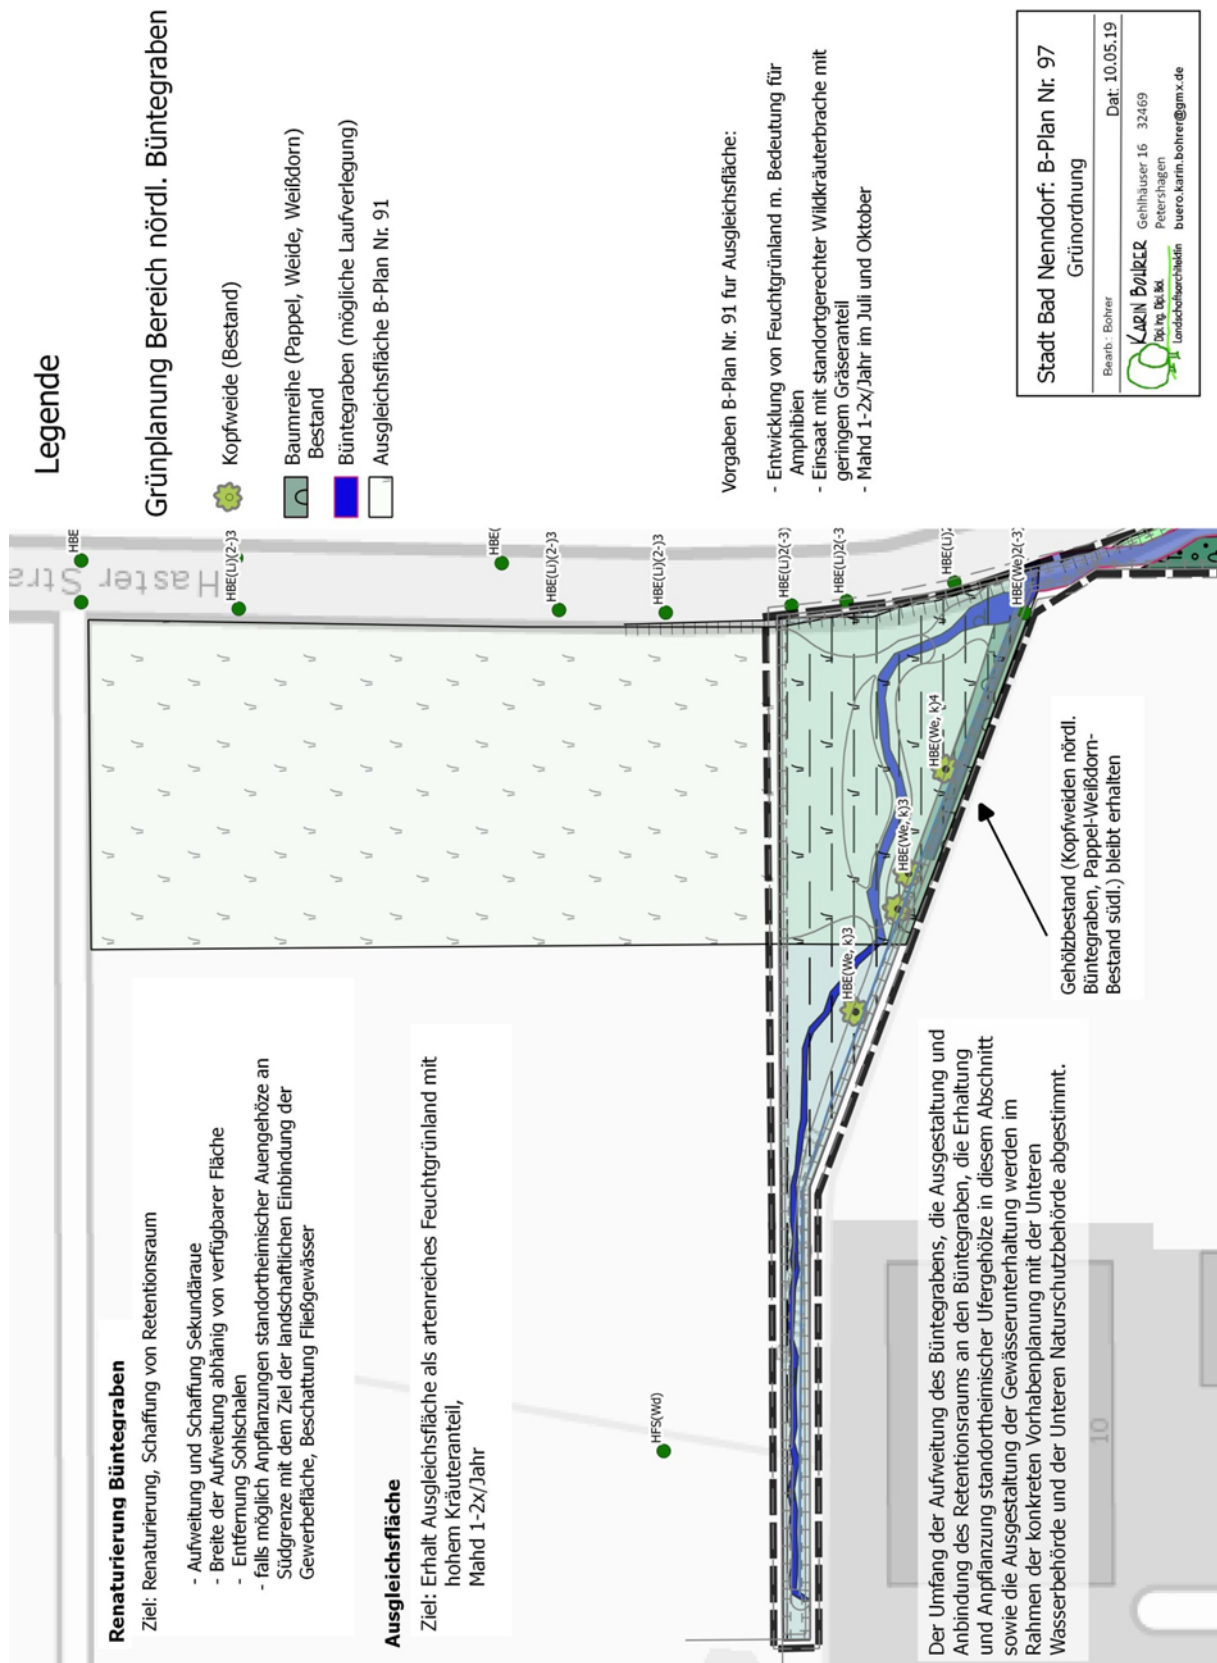 Legende
Grünplanung Bereich nördl. Büntegraben
Kopfweide (Bestand)
Baumreihe (Pappel, Weide, Weißdorn)
Bestand
Büntegraben (mögliche Laufverlegung)
Ausgleichsfläche B-Plan Nr. 91
Vorgaben B-Plan Nr. 91 fur Ausgleichsfläche:
- Entwicklung von Feuchtgrünland m. Bedeutung für
Amphibien
- Einsaat mit standortgerechter Wildkräuterbrache mit
geringem Gräseranteil
- Mahd 1-2x/Jahr im Juli und Oktober
Stadt Bad Nenndorf: B-Plan Nr. 97
Grünordnung
Bearb.: Bohrer
Dat: 10.05.19
KARIN BOHRER Gehlhäuser 16 32469
Dipl. Ing. Dipl. Biol. Petershagen
Landschaftsarchitektin buero.karin.bohrer@gmx.de
Haster Stra
HBE
HBE(Li)(2-)3
HBE(
HBE(Li)(2-)3
HBE(Li)(2-)3
HBE(Li)2(-3)
HBE(Li)2(-3
HBE(Li)
HBE(We)2(-3)
HBE(We, k)4
HBE(We, k)3
HBE(We, k)3
HFS(Wd)
10
Renaturierung Büntegraben
Ziel: Renaturierung, Schaffung von Retentionsraum
- Aufweitung und Schaffung Sekundäraue
- Breite der Aufweitung abhänig von verfügbarer Fläche
- Entfernung Sohlschalen
- falls möglich Anpflanzungen standortheimischer Auengehöze an
Südgrenze mit dem Ziel der landschaftlichen Einbindung der
Gewerbefläche, Beschattung Fließgewässer
Ausgleichsfläche
Ziel: Erhalt Ausgleichsfläche als artenreiches Feuchtgrünland mit
hohem Kräuteranteil,
Mahd 1-2x/Jahr
Gehölzbestand (Kopfweiden nördl.
Büntegraben, Pappel-Weißdorn-
Bestand südl.) bleibt erhalten
Der Umfang der Aufweitung des Büntegrabens, die Ausgestaltung und
Anbindung des Retentionsraums an den Büntegraben, die Erhaltung
und Anpflanzung standortheimischer Ufergehölze in diesem Abschnitt
sowie die Ausgestaltung der Gewässerunterhaltung werden im
Rahmen der konkreten Vorhabenplanung mit der Unteren
Wasserbehörde und der Unteren Naturschutzbehörde abgestimmt.